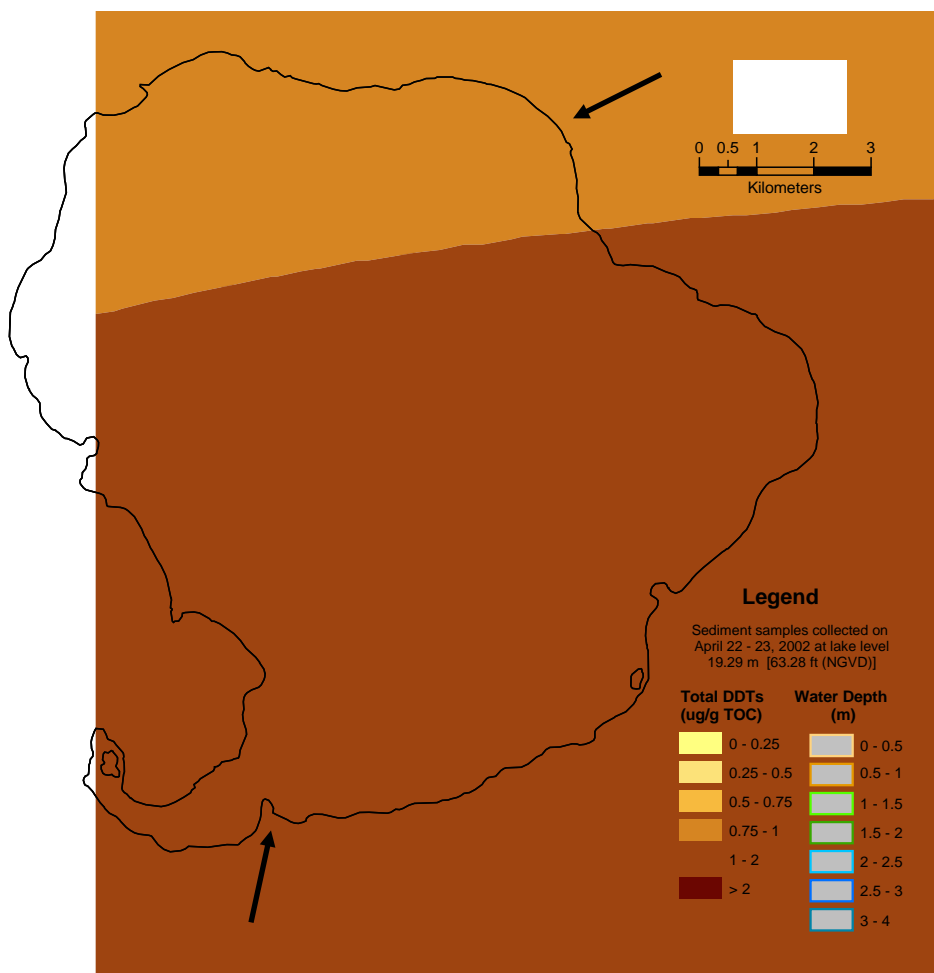 0 0.5 1 2 3
Kilometers
Legend
Sediment samples collected on
April 22 - 23, 2002 at lake level
19.29 m [63.28 ft (NGVD)]
Total DDTs
(ug/g TOC)
0 - 0.25
0.25 - 0.5
0.5 - 0.75
0.75 - 1
1 - 2
> 2
Water Depth
(m)
0 - 0.5
0.5 - 1
1 - 1.5
1.5 - 2
2 - 2.5
2.5 - 3
3 - 4